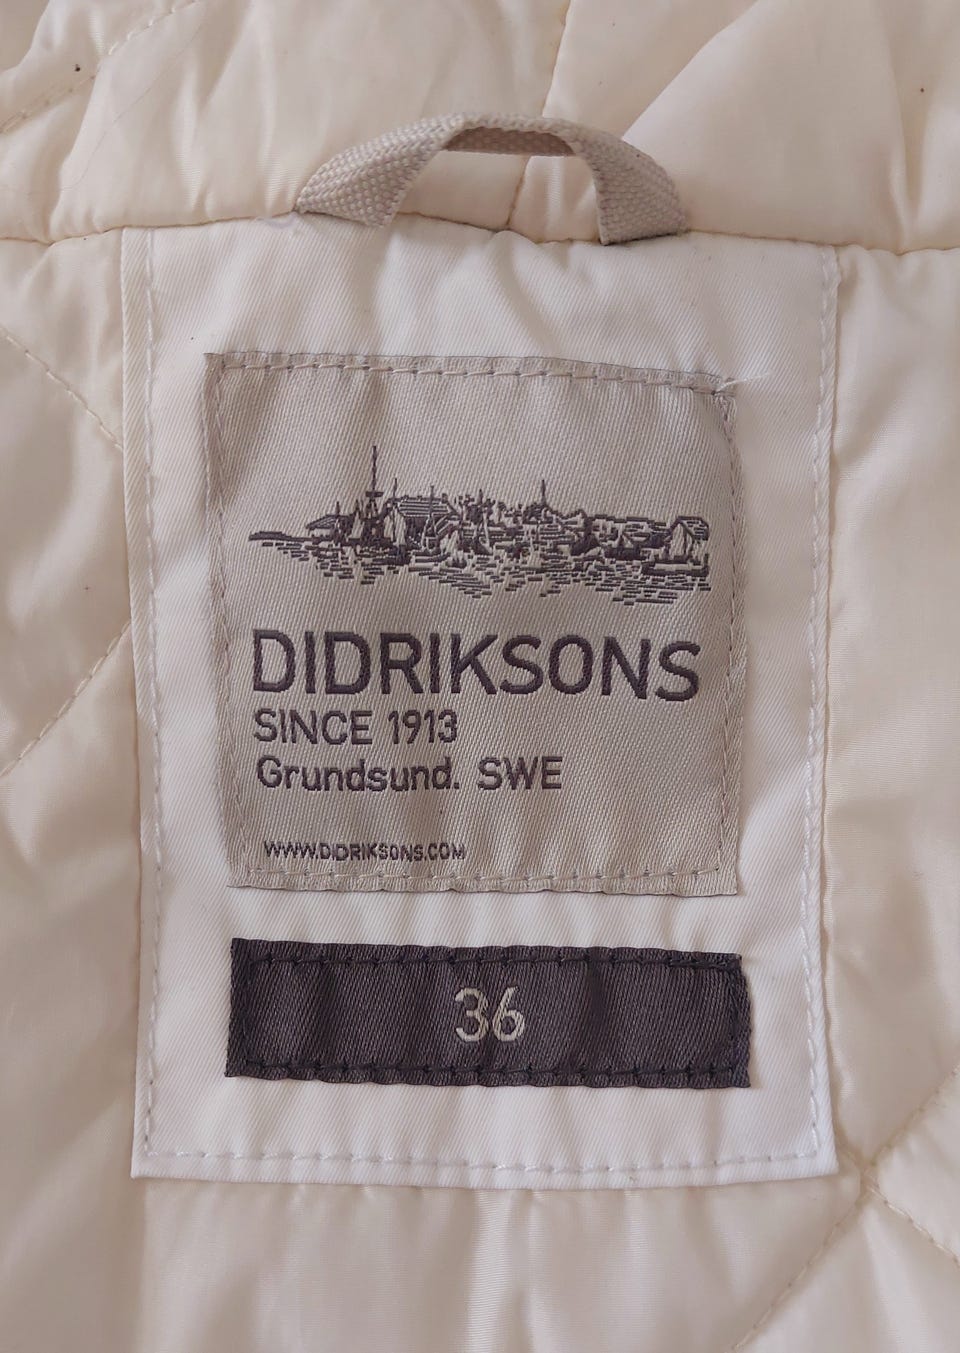 DIDRIKSONS
SINCE 1913
Grundsund. SWE
WWW.DIDRIKSONS.COM
36